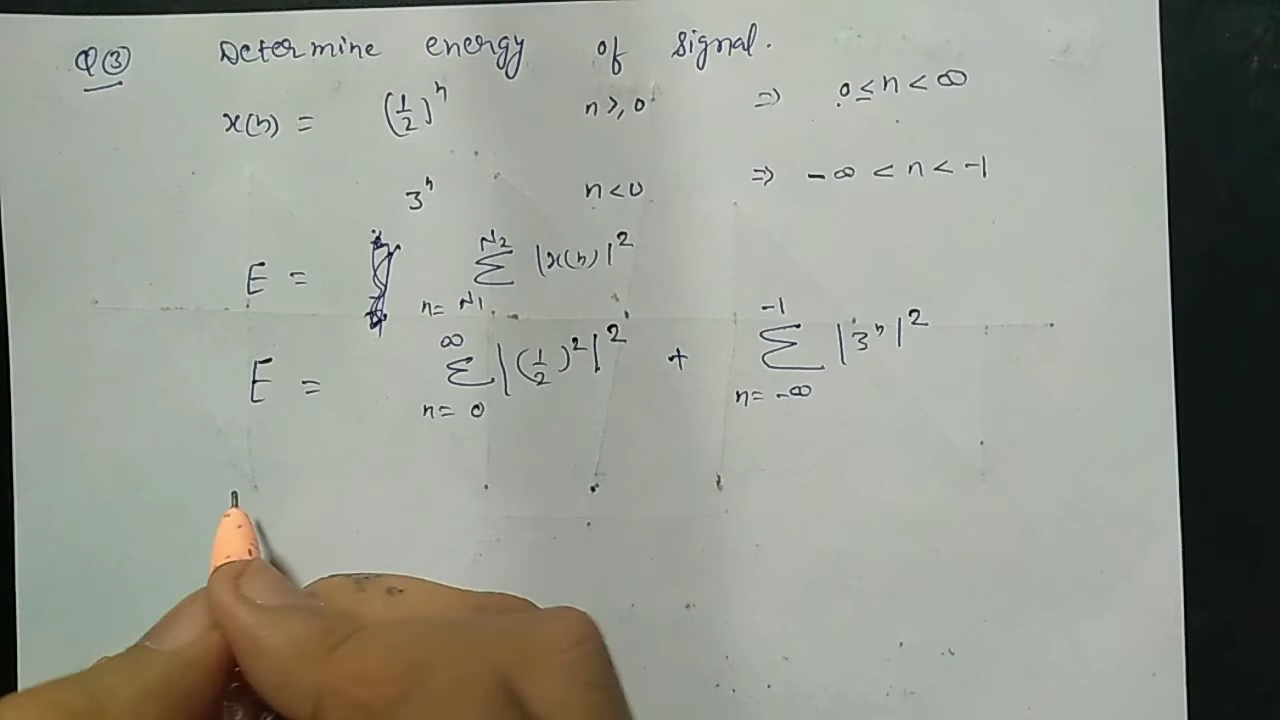 Q③ Determine energy of signal.
x(n) = (1/2)^n n≥0 ⇒ 0≤n<∞
3^n n<0 ⇒ -∞<n<-1
E = Σ_{n=N1}^{N2} |x(n)|^2
E = Σ_{n=0}^{∞} |(1/2)^2|^2 + Σ_{n=-∞}^{-1} |3^n|^2